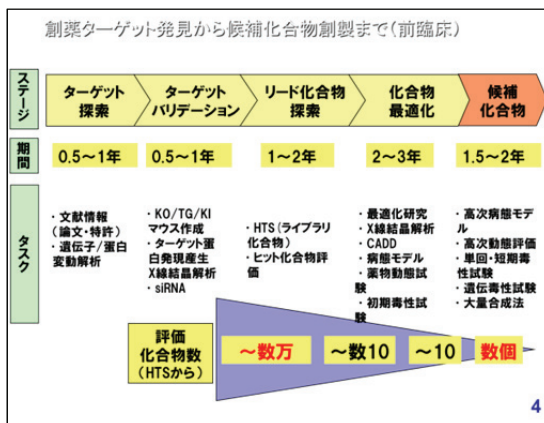 創薬ターゲット発見から候補化合物創製まで(前臨床)
ステージ
ターゲット
探索
ターゲット
バリデーション
リード化合物
探索
化合物
最適化
候補
化合物
期間
0.5～1年
0.5～1年
1～2年
2～3年
1.5～2年
タスク
・文献情報
(論文・特許)
・遺伝子/蛋白
変動解析
・KO/TG/KI
マウス作成
・ターゲット蛋
白発現産生
X線結晶解析
・siRNA
・HTS(ライブラリ
化合物)
・ヒット化合物評
価
・最適化研究
・X線結晶解析
・CADD
・病態モデル
・薬物動態試
験
・初期毒性試
験
・高次病態モデ
ル
・高次動態評価
・単回・短期毒
性試験
・遺伝毒性試験
・大量合成法
評価
化合物数
(HTSから)
～数万
～数10
～10
数個
4